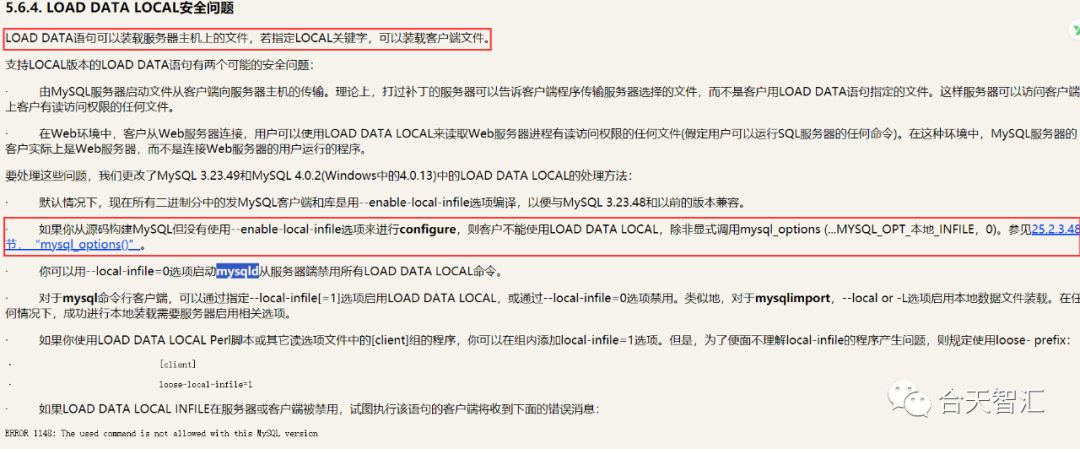 5.6.4. LOAD DATA LOCAL安全问题
LOAD DATA语句可以装载服务器主机上的文件，若指定LOCAL关键字，可以装载客户端文件。
支持LOCAL版本的LOAD DATA语句有两个可能的安全问题：
· 由MySQL服务器启动文件从客户端向服务器主机的传输。理论上，打过补丁的服务器可以告诉客户端程序传输服务器选择的文件，而不是客户用LOAD DATA语句指定的文件。这样服务器可以访问客户端
上客户有读访问权限的任何文件。
· 在Web环境中，客户从Web服务器连接，用户可以使用LOAD DATA LOCAL来读取Web服务器进程有读访问权限的任何文件(假定用户可以运行SQL服务器的任何命令)。在这种环境中，MySQL服务器的
客户实际上是Web服务器，而不是连接Web服务器的用户运行的程序。
要处理这些问题，我们更改了MySQL 3.23.49和MySQL 4.0.2(Windows中的4.0.13)中的LOAD DATA LOCAL的处理方法：
· 默认情况下，现在所有二进制分中的发MySQL客户端和库是用--enable-local-infile选项编译，以便与MySQL 3.23.48和以前的版本兼容。
· 如果你从源码构建MySQL但没有使用--enable-local-infile选项来进行configure，则客户不能使用LOAD DATA LOCAL，除非显式调用mysql_options (...MYSQL_OPT_本地_INFILE，0)。参见25.2.3.48
节，“mysql_options()”。
· 你可以用--local-infile=0选项启动mysqld从服务器端禁用所有LOAD DATA LOCAL命令。
· 对于mysql命令行客户端，可以通过指定--local-infile[=1]选项启用LOAD DATA LOCAL，或通过--local-infile=0选项禁用。类似地，对于mysqlimport，--local or -L选项启用本地数据文件装载。在任
何情况下，成功进行本地装载需要服务器启用相关选项。
· 如果你使用LOAD DATA LOCAL Perl脚本或其它读选项文件中的[client]组的程序，你可以在组内添加local-infile=1选项。但是，为了便面不理解local-infile的程序产生问题，则规定使用loose- prefix：
· [client]
· loose-local-infile=1
· 如果LOAD DATA LOCAL INFILE在服务器或客户端被禁用，试图执行该语句的客户端将收到下面的错误消息：
ERROR 1148: The used command is not allowed with this MySQL version
合天智汇